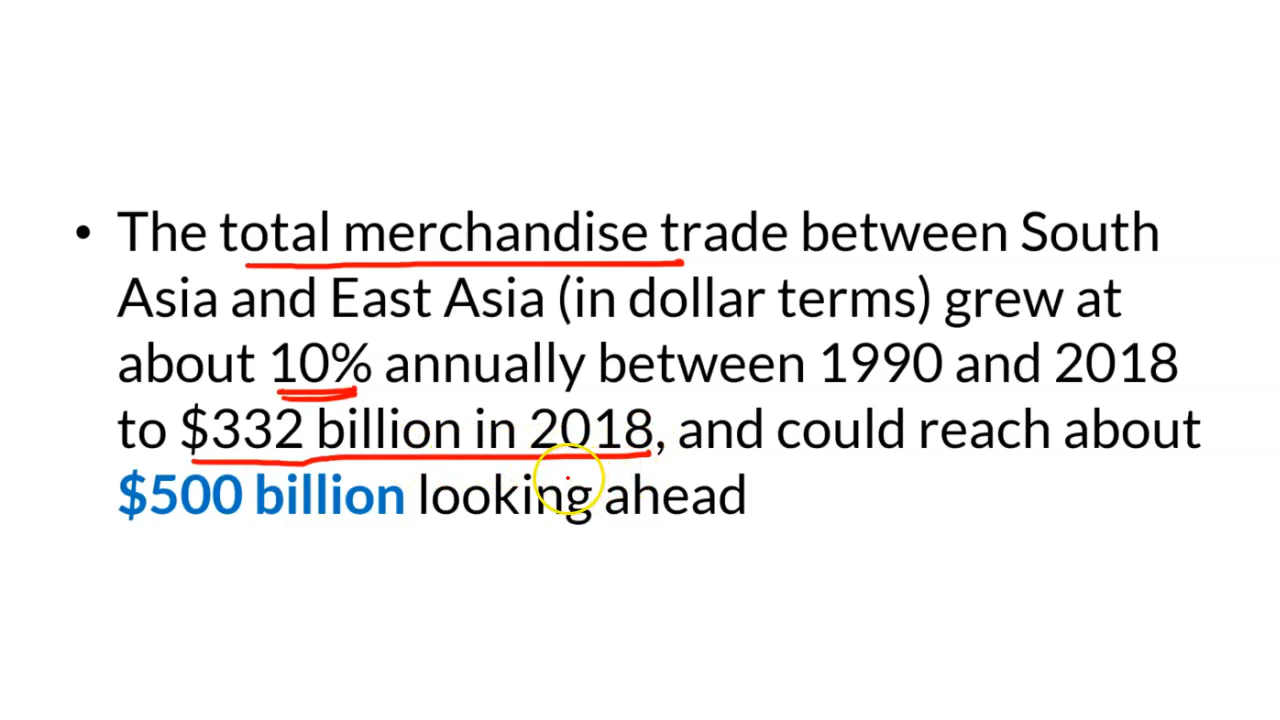 • The total merchandise trade between South
Asia and East Asia (in dollar terms) grew at
about 10% annually between 1990 and 2018
to $332 billion in 2018, and could reach about
$500 billion looking ahead